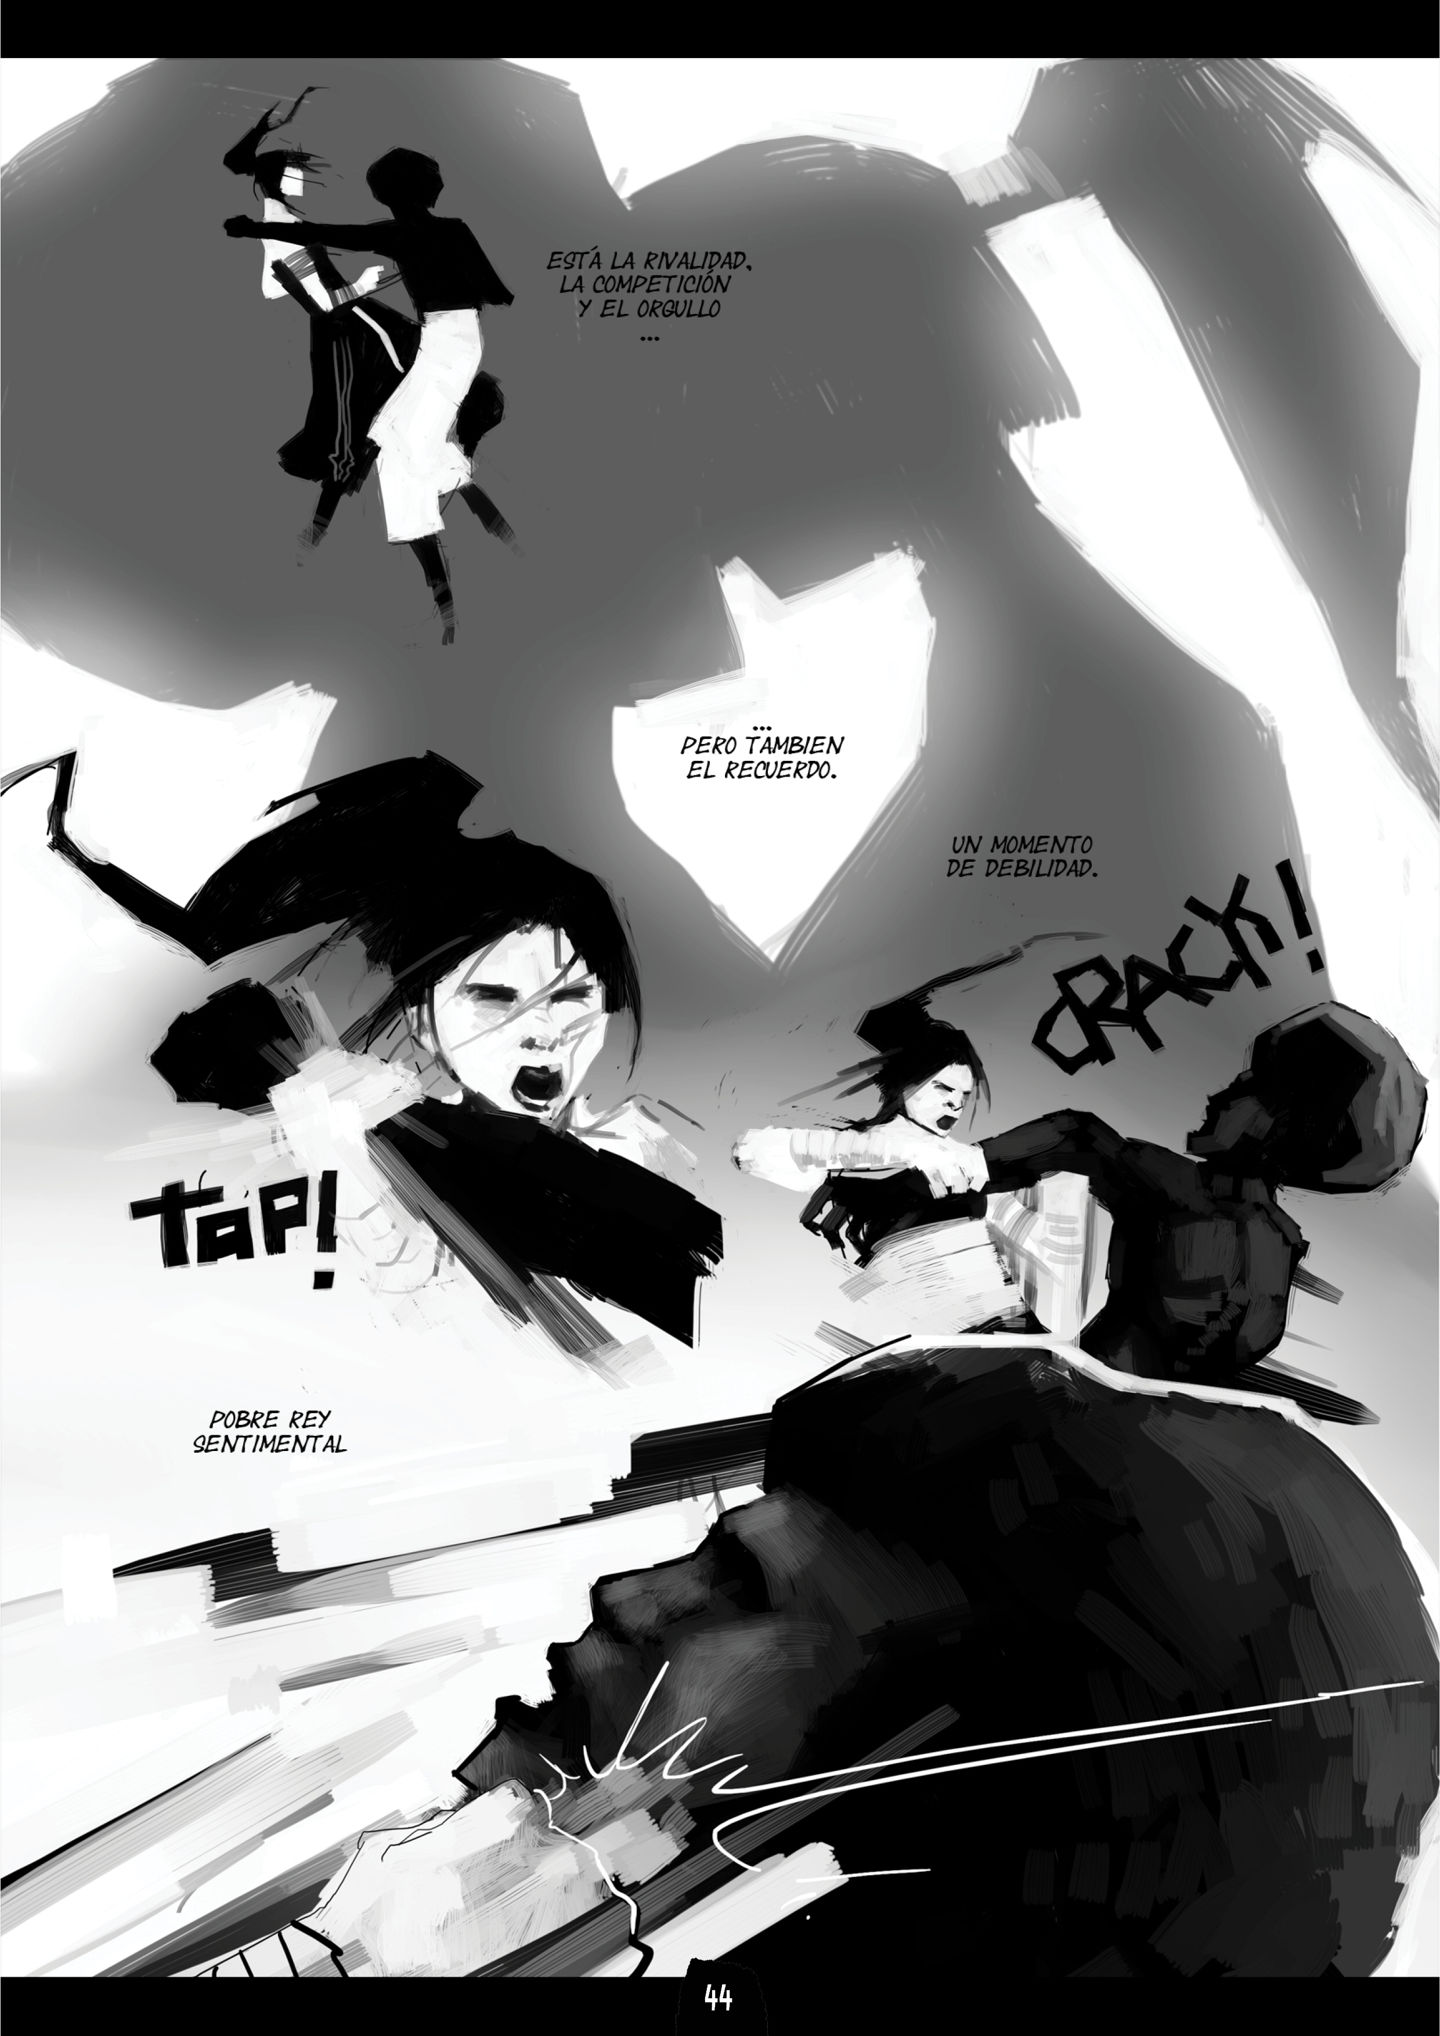 ESTÁ LA RIVALIDAD,
LA COMPETICIÓN
Y EL ORGULLO
...
...
PERO TAMBIEN
EL RECUERDO.
UN MOMENTO
DE DEBILIDAD.
CRACK!
TAP!
POBRE REY
SENTIMENTAL
44